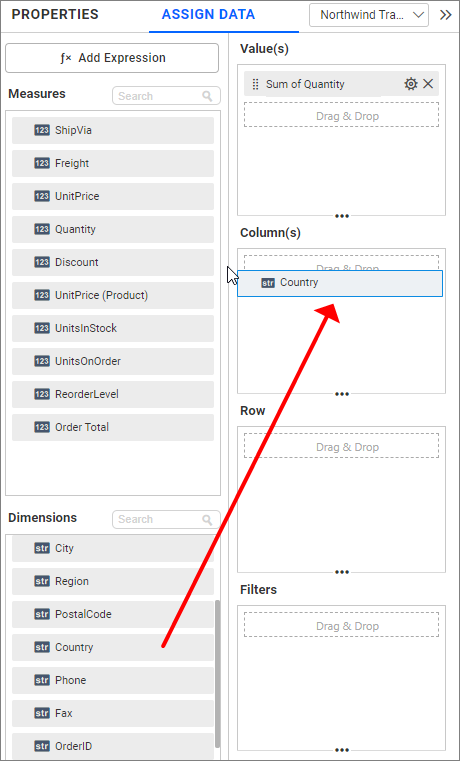 PROPERTIES
ASSIGN DATA
Northwind Tra...
ƒx Add Expression
Measures
Search
123 ShipVia
123 Freight
123 UnitPrice
123 Quantity
123 Discount
123 UnitPrice (Product)
123 UnitsInStock
123 UnitsOnOrder
123 ReorderLevel
123 Order Total
Dimensions
Search
str City
str Region
str PostalCode
str Country
str Phone
str Fax
str OrderID
Value(s)
Sum of Quantity
Drag & Drop
Column(s)
Drag & Drop
str Country
Row
Drag & Drop
Filters
Drag & Drop